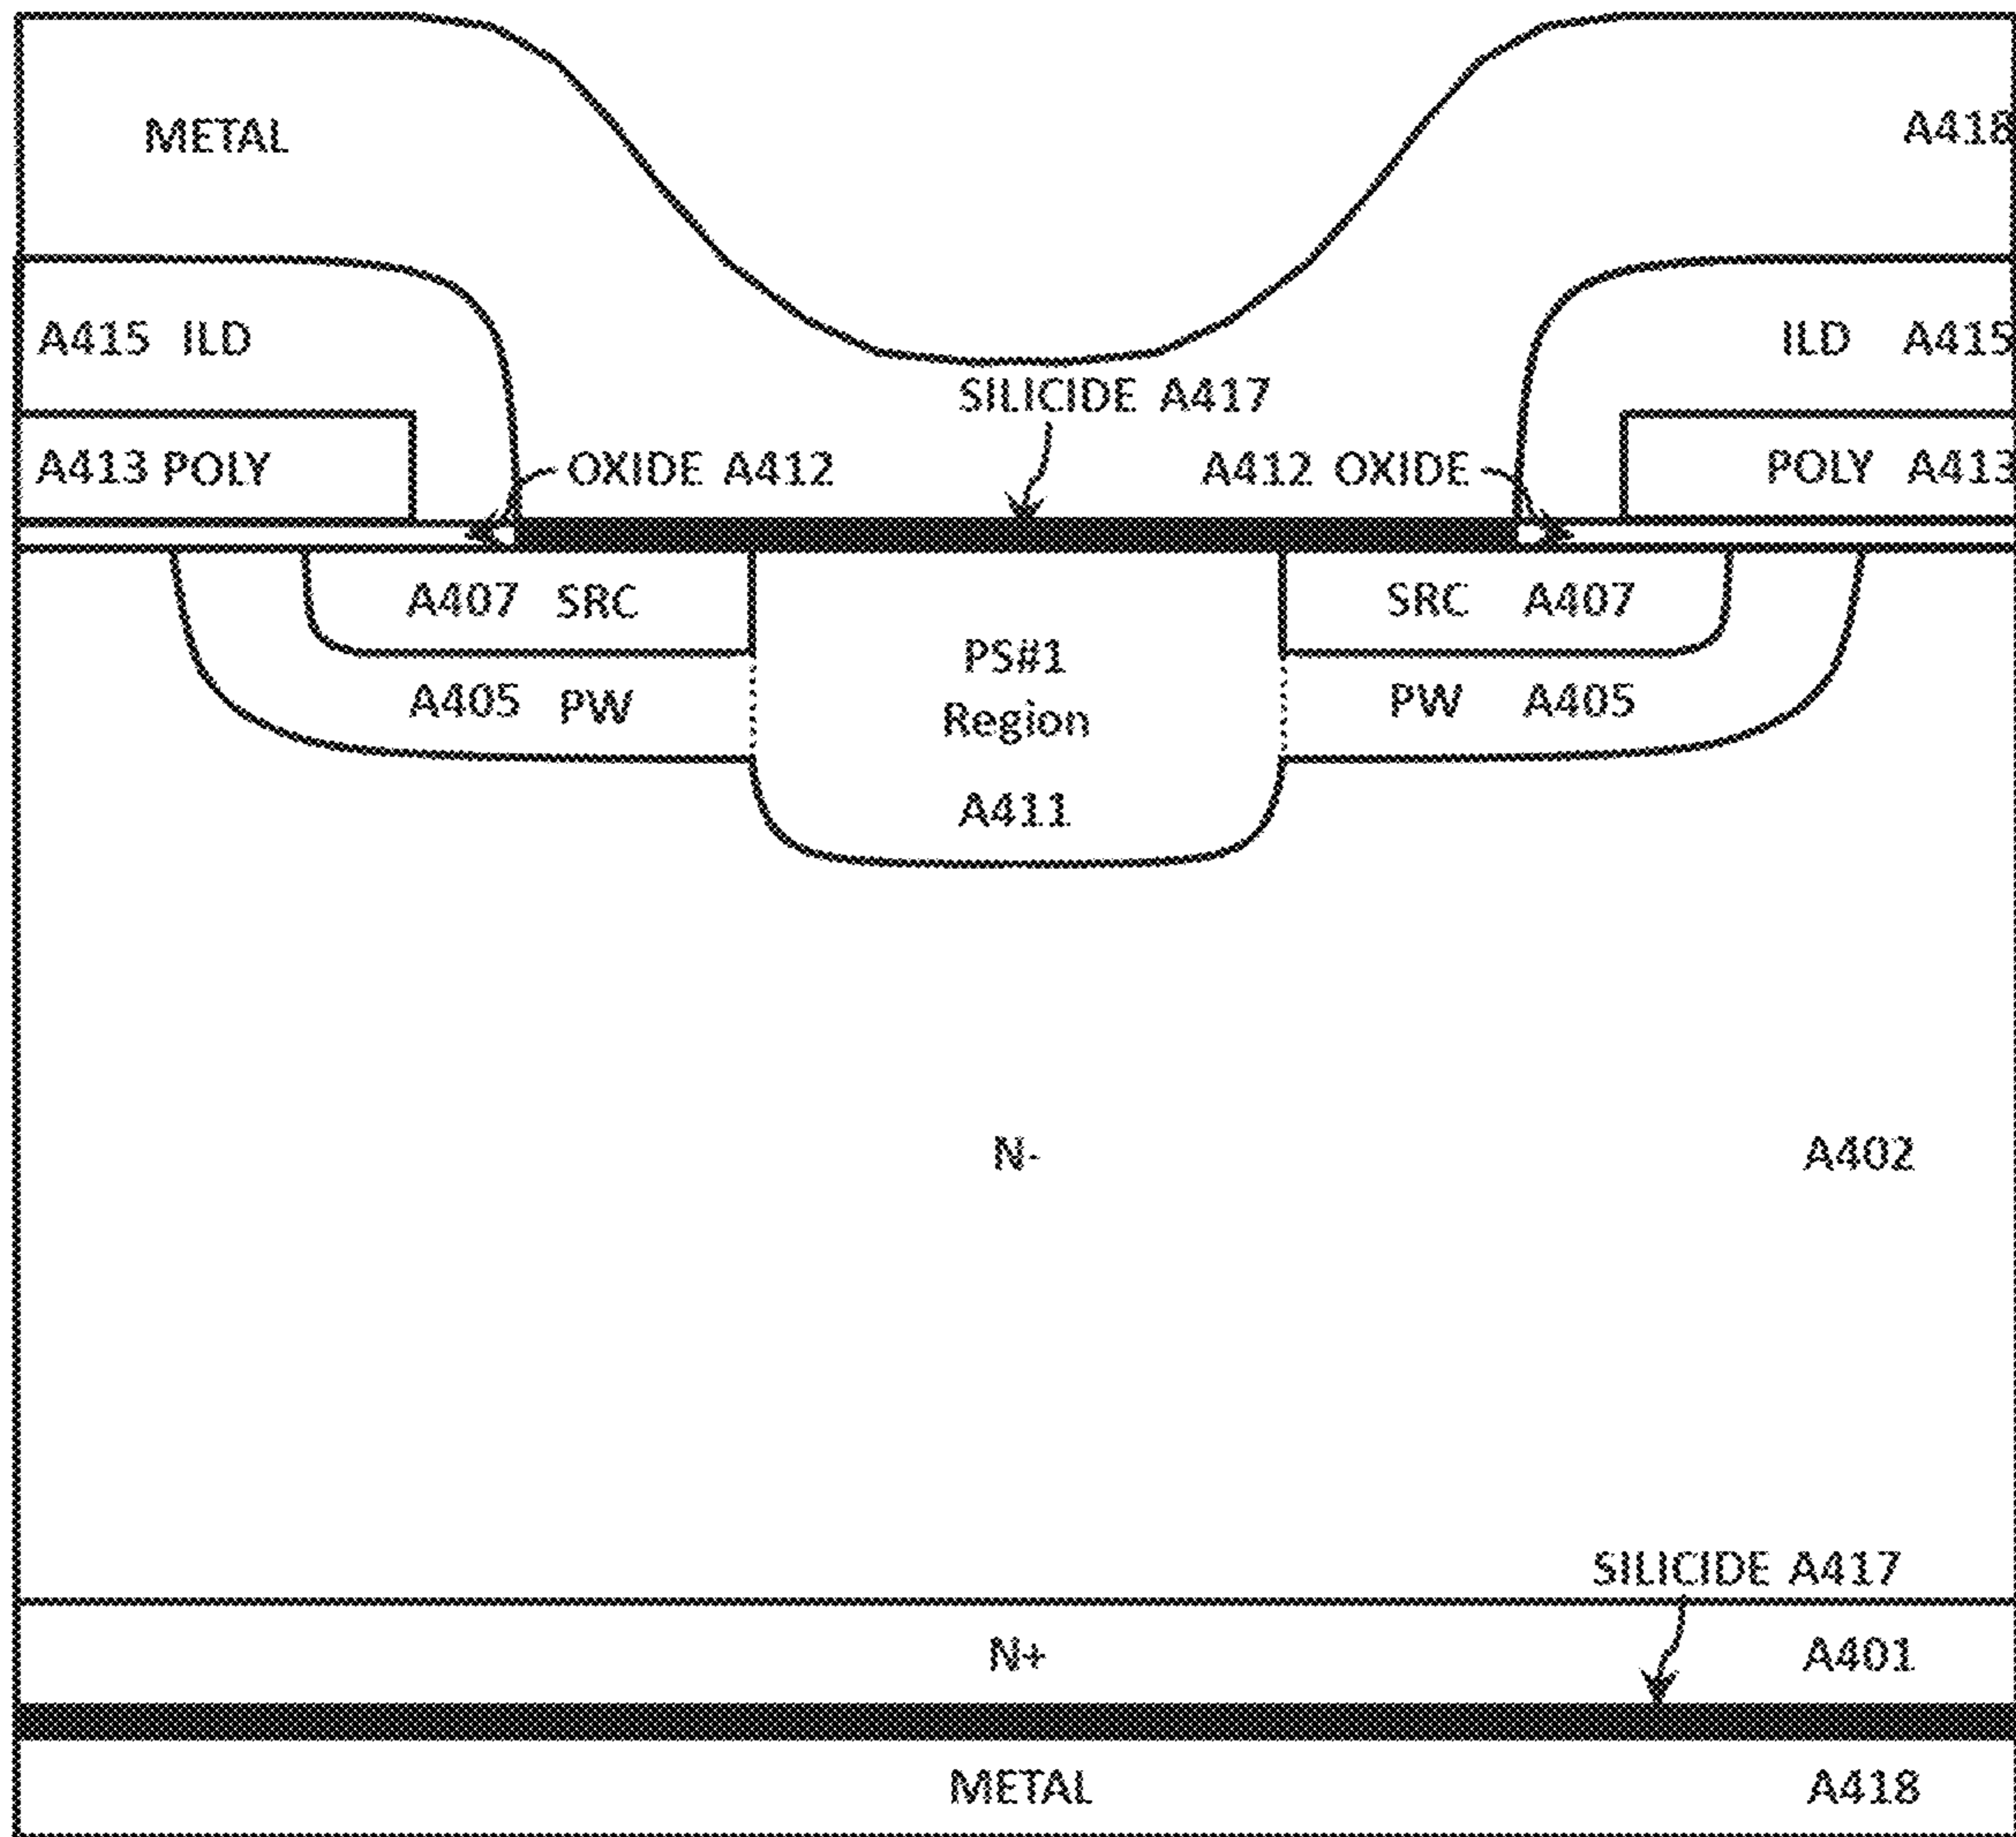 METAL A418
A415 ILD ILD A415
SILICIDE A417
A413 POLY OXIDE A412 A412 OXIDE POLY A413
A407 SRC SRC A407
PS#1
A405 PW Region PW A405
A411
N- A402
SILICIDE A417
N+ A401
METAL A418